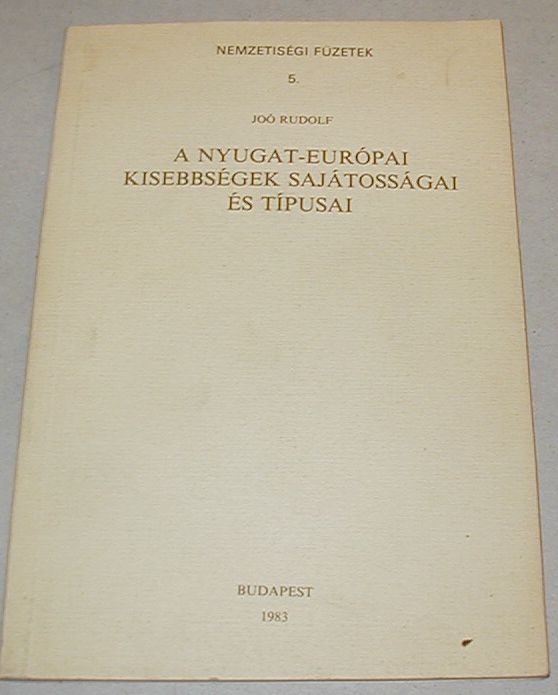 NEMZETISÉGI FÜZETEK
5.
JOÓ RUDOLF
A NYUGAT-EURÓPAI
KISEBBSÉGEK SAJÁTOSSÁGAI
ÉS TÍPUSAI
BUDAPEST
1983